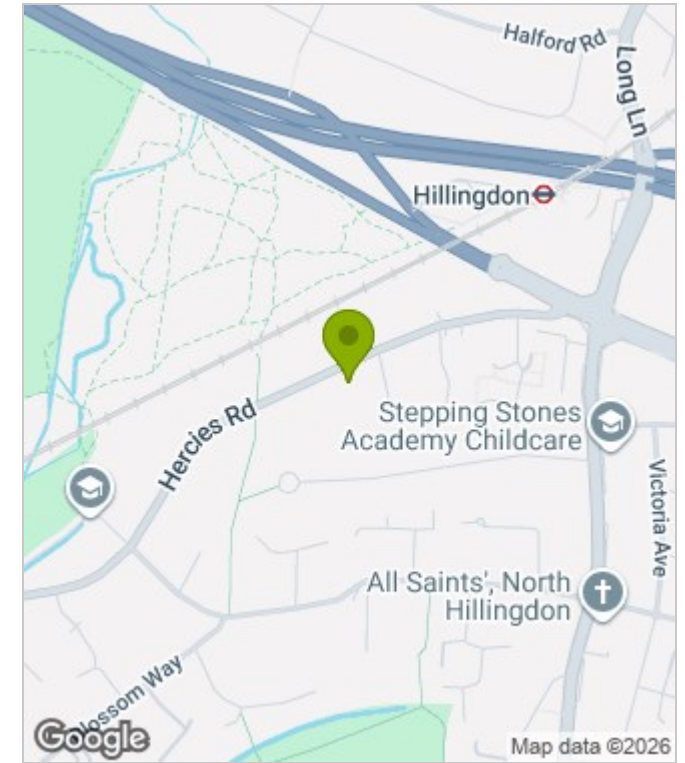 Halford Rd
Long Ln
Hillingdon
Hercies Rd
Stepping Stones
Academy Childcare
Victoria Ave
All Saints', North
Hillingdon
Blossom Way
Google
Map data ©2026